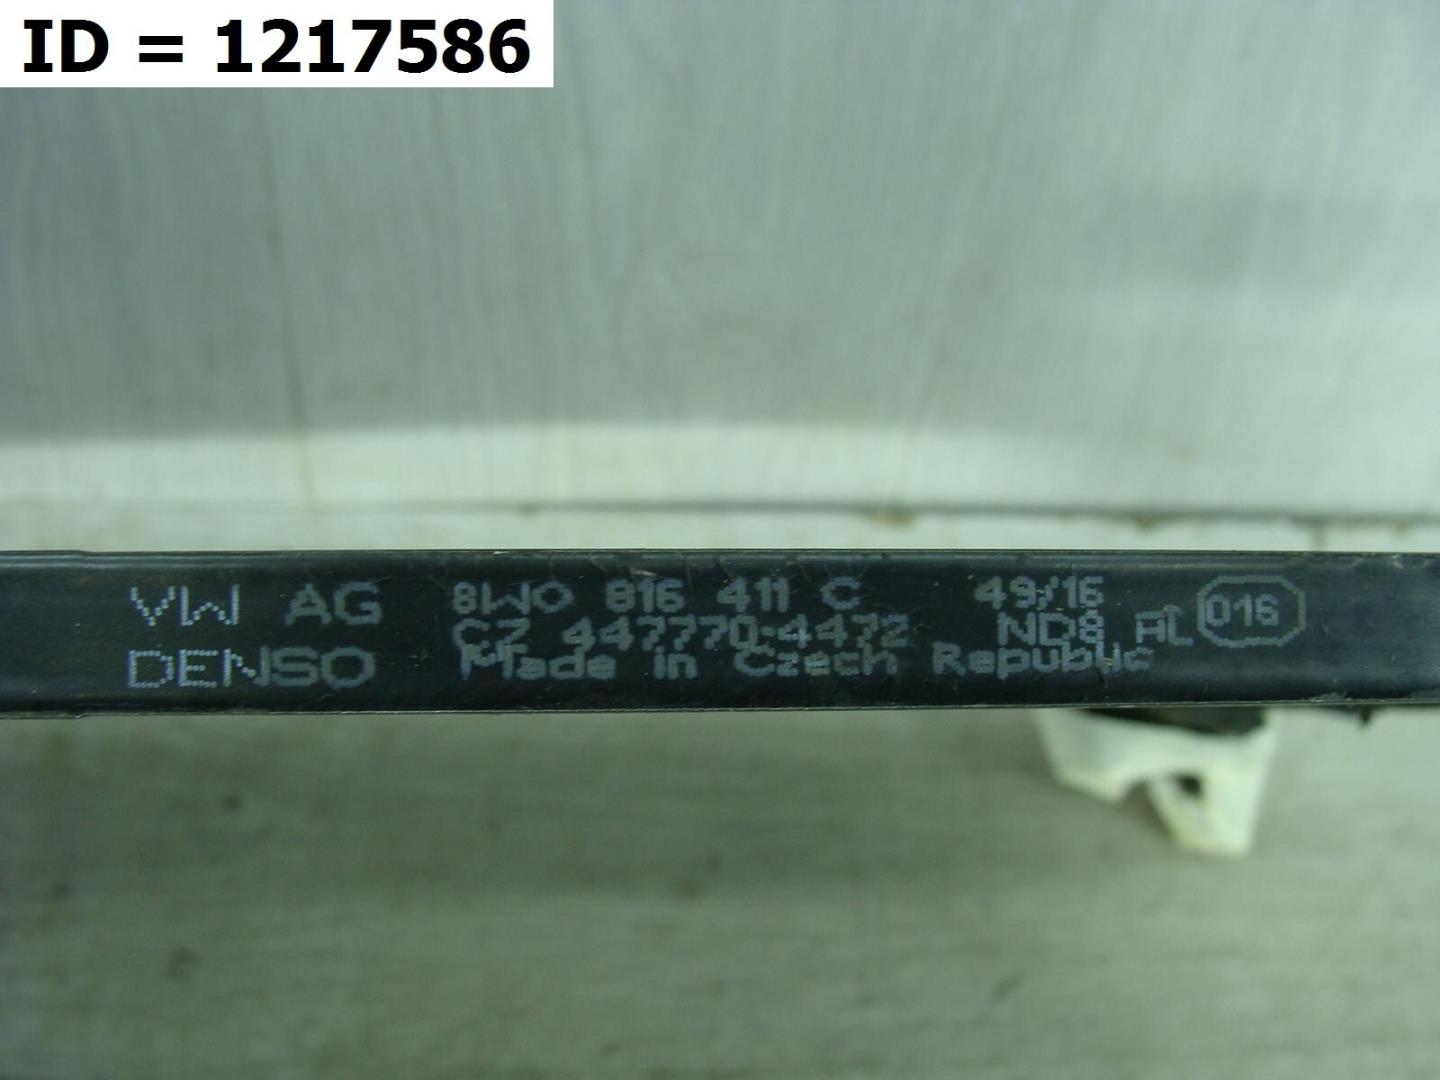 ID = 1217586
VW AG 8W0 816 411 C 49/16
CZ 447770-4472 ND8 AL 016
DENSO Made in Czech Republic